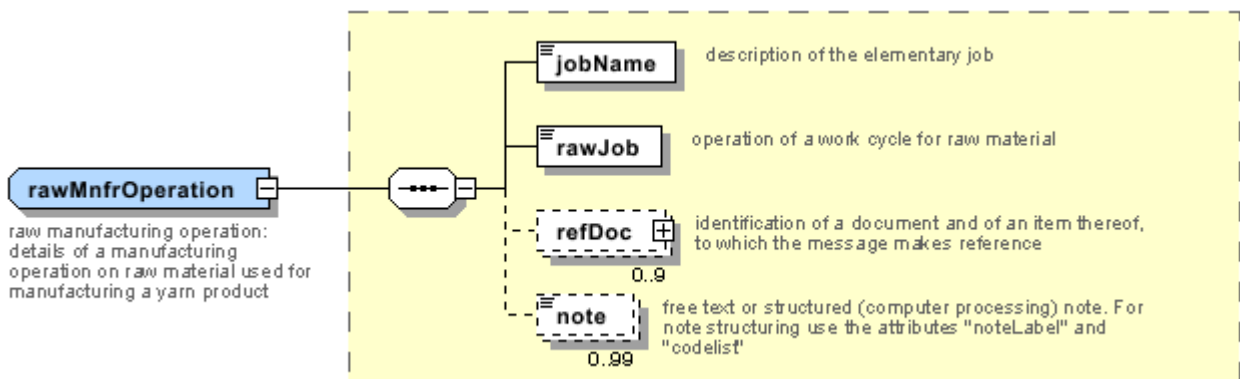 jobName
description of the elementary job
rawJob
operation of a work cycle for raw material
rawMnfrOperation
raw manufacturing operation:
details of a manufacturing
operation on raw material used for
manufacturing a yarn product
refDoc
0..9
identification of a document and of an item thereof,
to which the message makes reference
note
0..99
free text or structured (computer processing) note. For
note structuring use the attributes "noteLabel" and
"codelist"